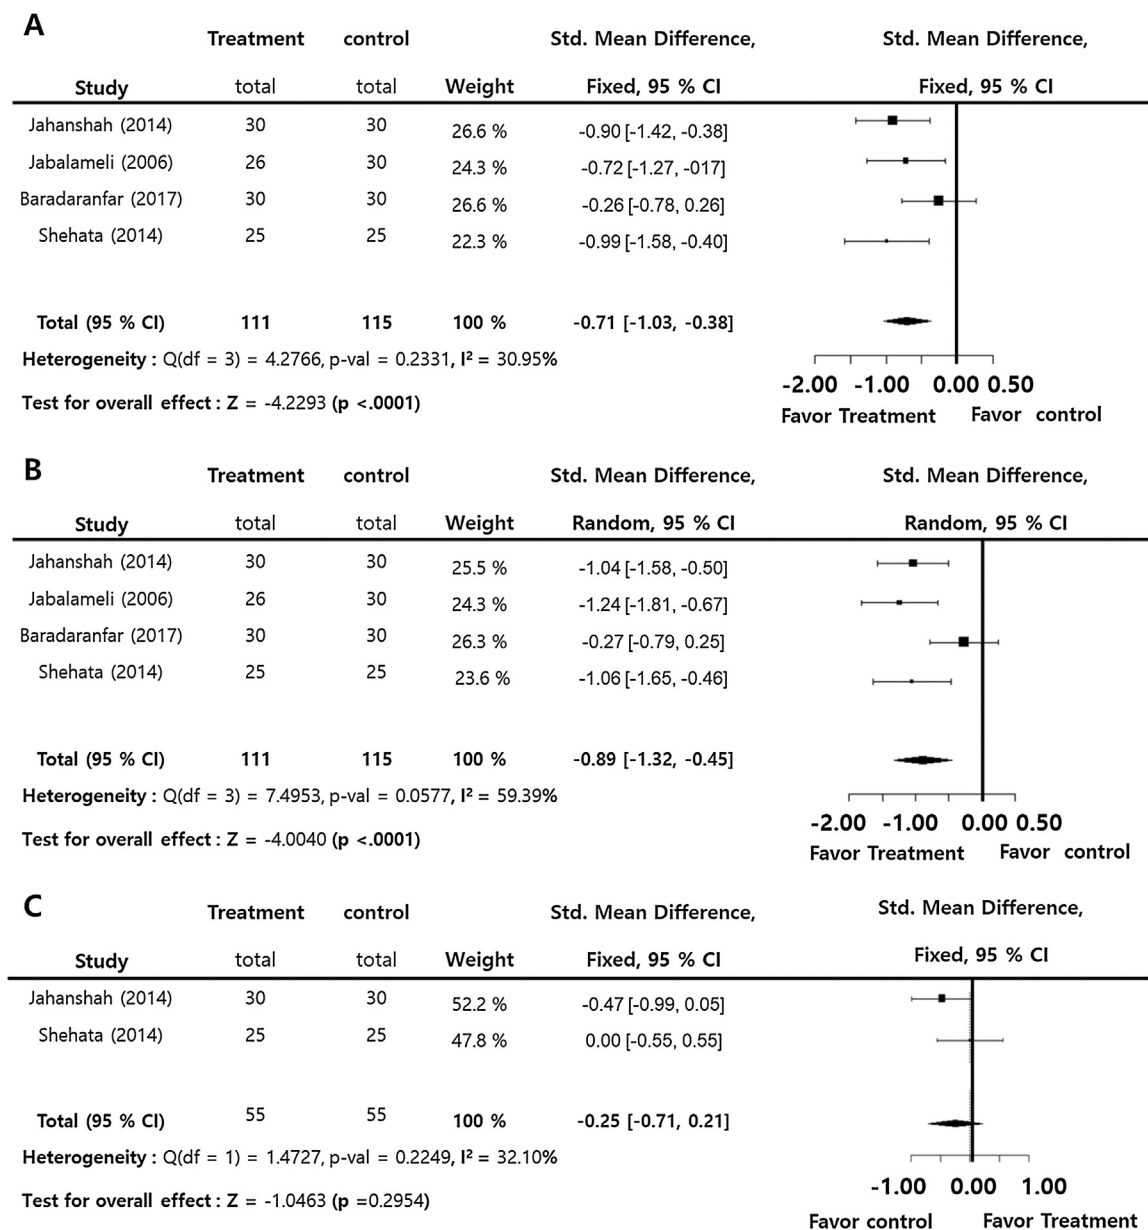 A
Treatment control Std. Mean Difference, Std. Mean Difference,
Study total total Weight Fixed, 95 % CI Fixed, 95 % CI
Jahanshah (2014) 30 30 26.6 % -0.90 [-1.42, -0.38]
Jabalameli (2006) 26 30 24.3 % -0.72 [-1.27, -017]
Baradaranfar (2017) 30 30 26.6 % -0.26 [-0.78, 0.26]
Shehata (2014) 25 25 22.3 % -0.99 [-1.58, -0.40]
Total (95 % CI) 111 115 100 % -0.71 [-1.03, -0.38]
Heterogeneity : Q(df = 3) = 4.2766, p-val = 0.2331, I² = 30.95%
-2.00 -1.00 0.00 0.50
Test for overall effect : Z = -4.2293 (p <.0001)
Favor Treatment Favor control
B
Treatment control Std. Mean Difference, Std. Mean Difference,
Study total total Weight Random, 95 % CI Random, 95 % CI
Jahanshah (2014) 30 30 25.5 % -1.04 [-1.58, -0.50]
Jabalameli (2006) 26 30 24.3 % -1.24 [-1.81, -0.67]
Baradaranfar (2017) 30 30 26.3 % -0.27 [-0.79, 0.25]
Shehata (2014) 25 25 23.6 % -1.06 [-1.65, -0.46]
Total (95 % CI) 111 115 100 % -0.89 [-1.32, -0.45]
Heterogeneity : Q(df = 3) = 7.4953, p-val = 0.0577, I² = 59.39%
-2.00 -1.00 0.00 0.50
Test for overall effect : Z = -4.0040 (p <.0001)
Favor Treatment Favor control
C
Treatment control Std. Mean Difference, Std. Mean Difference,
Study total total Weight Fixed, 95 % CI Fixed, 95 % CI
Jahanshah (2014) 30 30 52.2 % -0.47 [-0.99, 0.05]
Shehata (2014) 25 25 47.8 % 0.00 [-0.55, 0.55]
Total (95 % CI) 55 55 100 % -0.25 [-0.71, 0.21]
Heterogeneity : Q(df = 1) = 1.4727, p-val = 0.2249, I² = 32.10%
-1.00 0.00 1.00
Test for overall effect : Z = -1.0463 (p =0.2954)
Favor control Favor Treatment